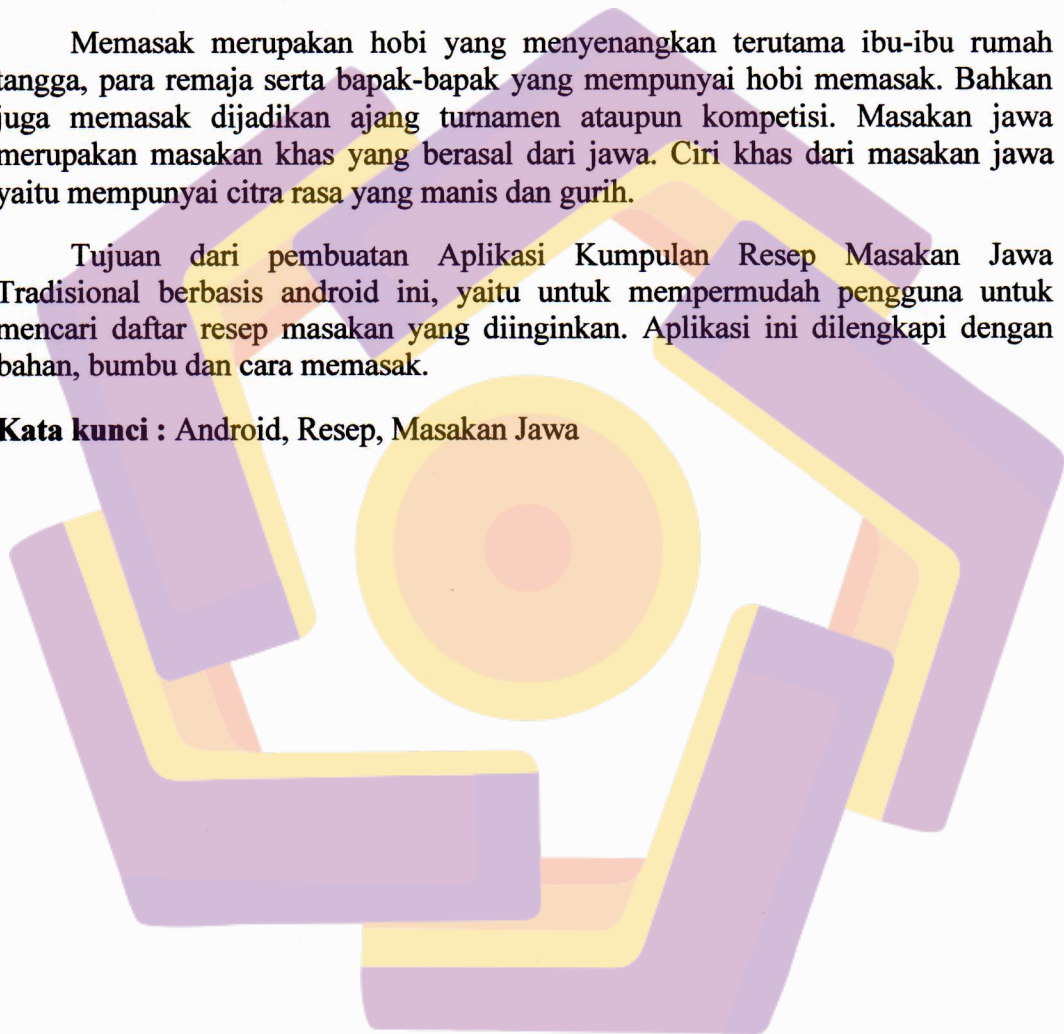 Memasak merupakan hobi yang menyenangkan terutama ibu-ibu rumah
tangga, para remaja serta bapak-bapak yang mempunyai hobi memasak. Bahkan
juga memasak dijadikan ajang turnamen ataupun kompetisi. Masakan jawa
merupakan masakan khas yang berasal dari jawa. Ciri khas dari masakan jawa
yaitu mempunyai citra rasa yang manis dan gurih.
Tujuan dari pembuatan Aplikasi Kumpulan Resep Masakan Jawa
Tradisional berbasis android ini, yaitu untuk mempermudah pengguna untuk
mencari daftar resep masakan yang diinginkan. Aplikasi ini dilengkapi dengan
bahan, bumbu dan cara memasak.
Kata kunci : Android, Resep, Masakan Jawa